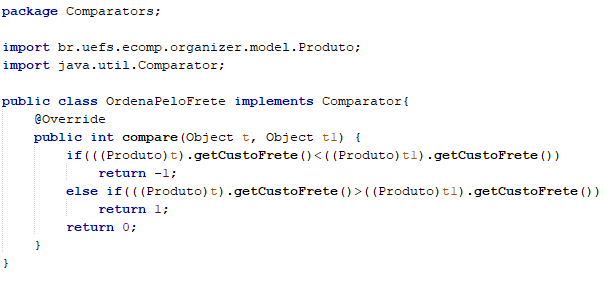 package Comparators;
import br.uefs.ecomp.organizer.model.Produto;
import java.util.Comparator;
public class OrdenaPeloFrete implements Comparator{
@Override
public int compare(Object t, Object t1) {
if(((Produto)t).getCustoFrete()<((Produto)t1).getCustoFrete())
return -1;
else if(((Produto)t).getCustoFrete()>((Produto)t1).getCustoFrete())
return 1;
return 0;
}
}